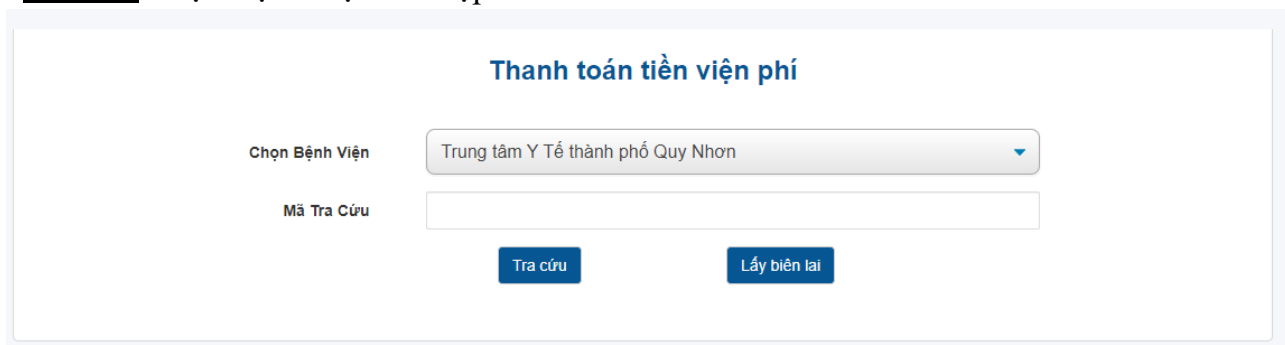 Thanh toán tiền viện phí
Chọn Bệnh Viện
Trung tâm Y Tế thành phố Quy Nhơn
Mã Tra Cứu
Tra cứu
Lấy biên lai